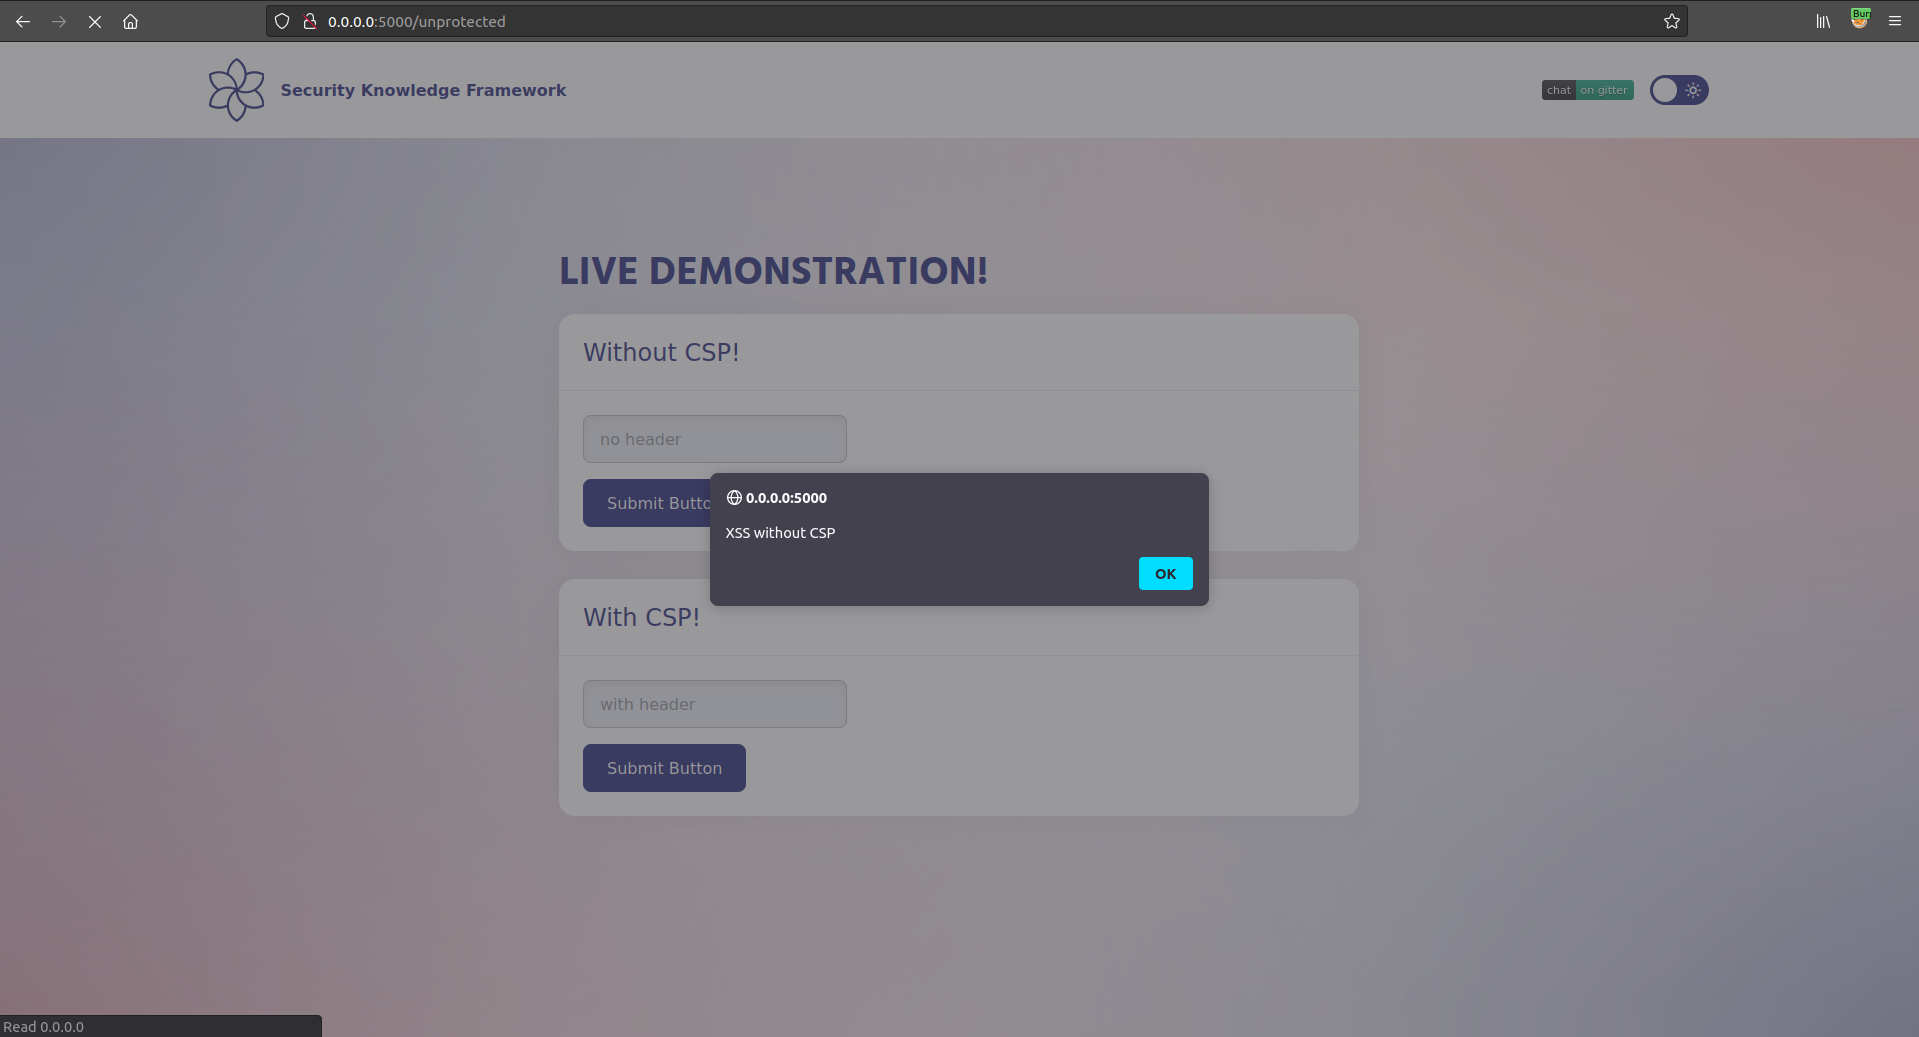 0.0.0.0:5000/unprotected
Bur
Security Knowledge Framework
chat on gitter
LIVE DEMONSTRATION!
Without CSP!
no header
Submit Butto
0.0.0.0:5000
XSS without CSP
OK
With CSP!
with header
Submit Button
Read 0.0.0.0